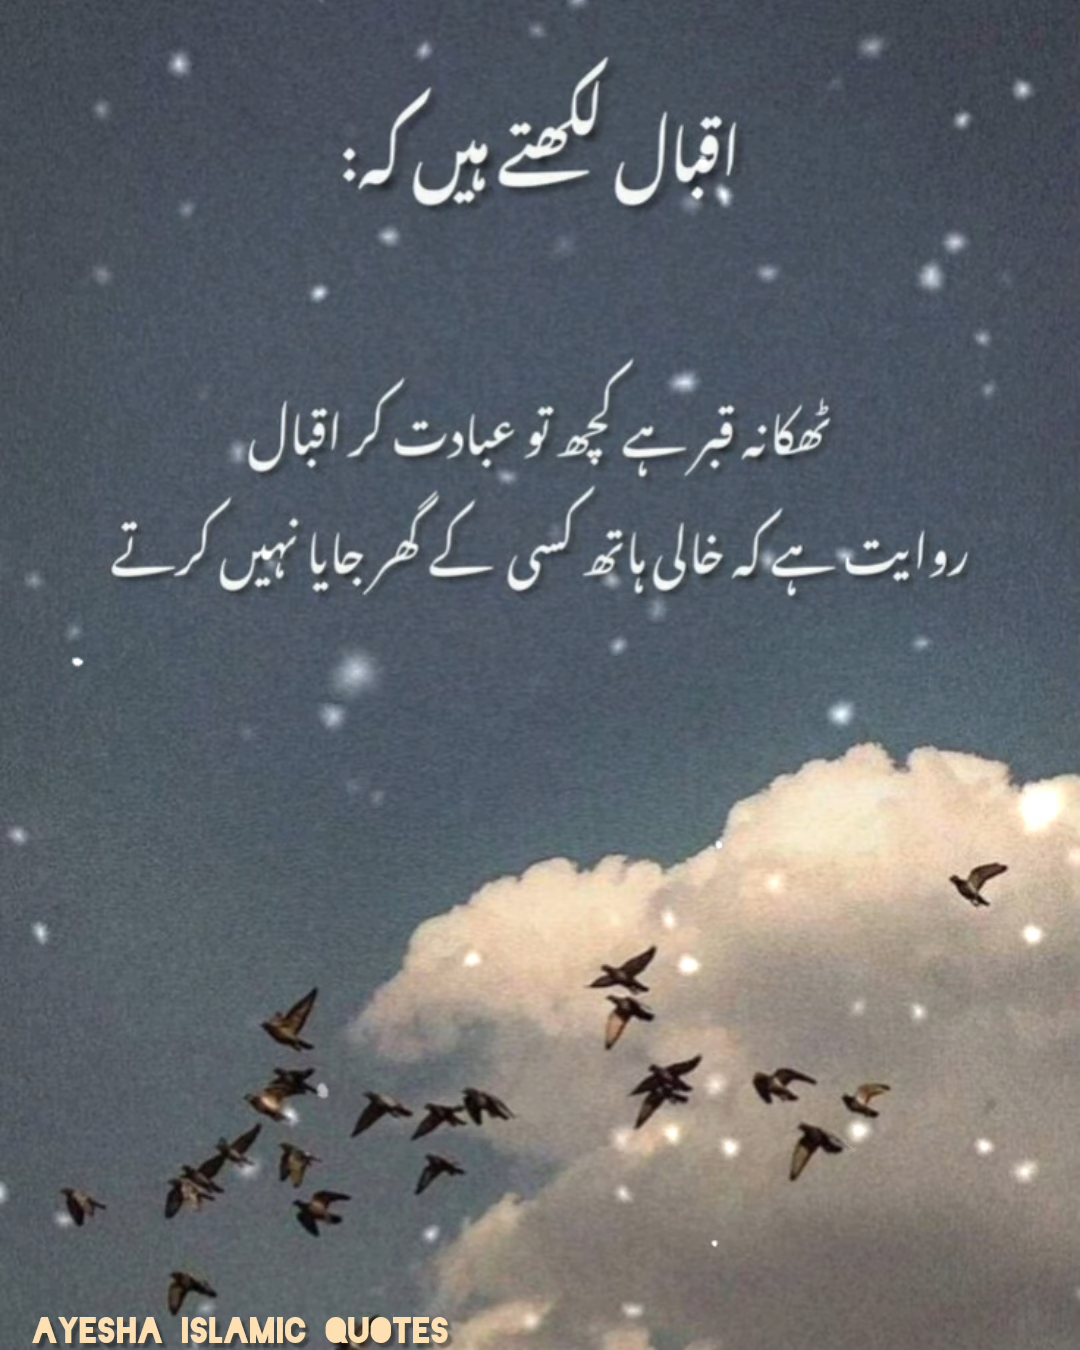 اقبال لکھتے ہیں کہ:
ٹھکانہ قبر ہے کچھ تو عبادت کر اقبال
روایت ہے کہ خالی ہاتھ کسی کے گھر جایا نہیں کرتے
AYESHA ISLAMIC QUOTES